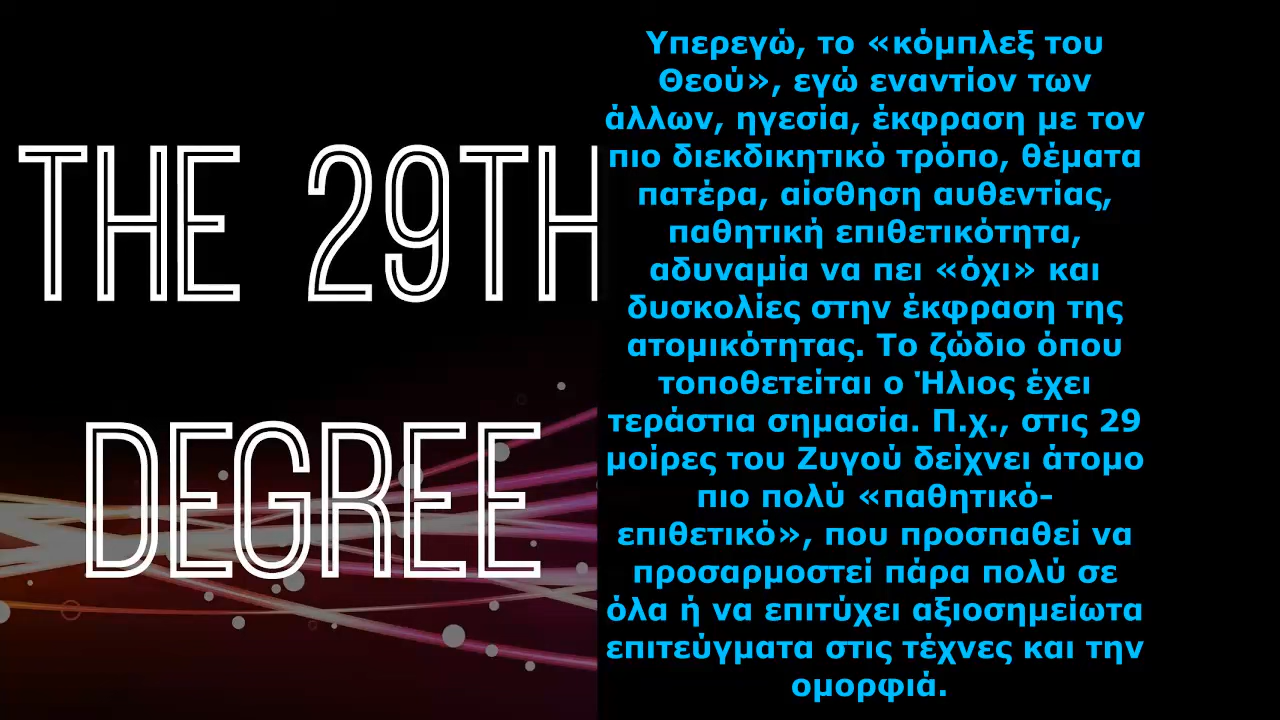 THE 29TH
DEGREE
Υπερεγώ, το «κόμπλεξ του
Θεού», εγώ εναντίον των
άλλων, ηγεσία, έκφραση με τον
πιο διεκδικητικό τρόπο, θέματα
πατέρα, αίσθηση αυθεντίας,
παθητική επιθετικότητα,
αδυναμία να πει «όχι» και
δυσκολίες στην έκφραση της
ατομικότητας. Το ζώδιο όπου
τοποθετείται ο Ήλιος έχει
τεράστια σημασία. Π.χ., στις 29
μοίρες του Ζυγού δείχνει άτομο
πιο πολύ «παθητικό-
επιθετικό», που προσπαθεί να
προσαρμοστεί πάρα πολύ σε
όλα ή να επιτύχει αξιοσημείωτα
επιτεύγματα στις τέχνες και την
ομορφιά.